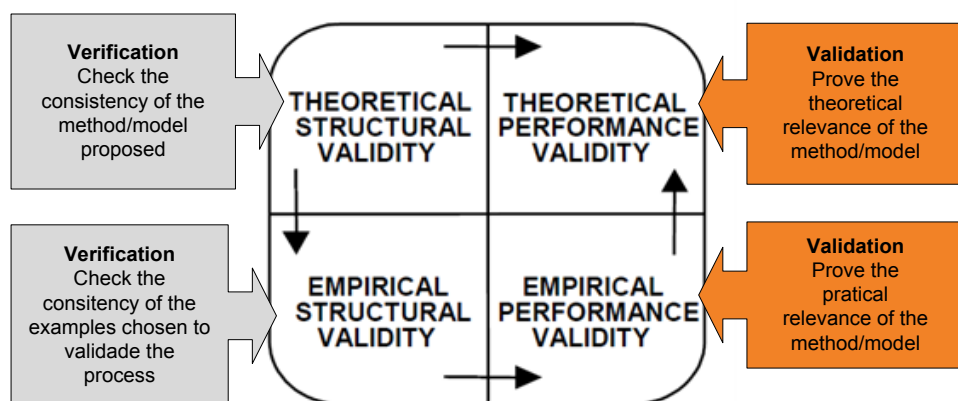 Verification
Check the
consistency of the
method/model
proposed
THEORETICAL
STRUCTURAL
VALIDITY
THEORETICAL
PERFORMANCE
VALIDITY
Validation
Prove the
theoretical
relevance of the
method/model
Verification
Check the
consitency of the
examples chosen to
validade the
process
EMPIRICAL
STRUCTURAL
VALIDITY
EMPIRICAL
PERFORMANCE
VALIDITY
Validation
Prove the
pratical
relevance of the
method/model